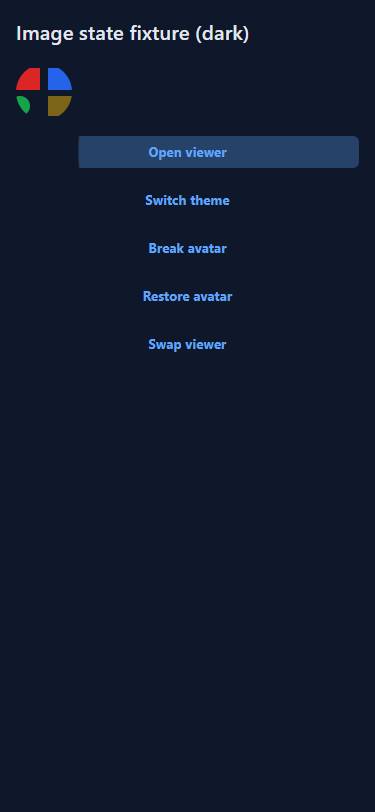 Image state fixture (dark)
Open viewer
Switch theme
Break avatar
Restore avatar
Swap viewer